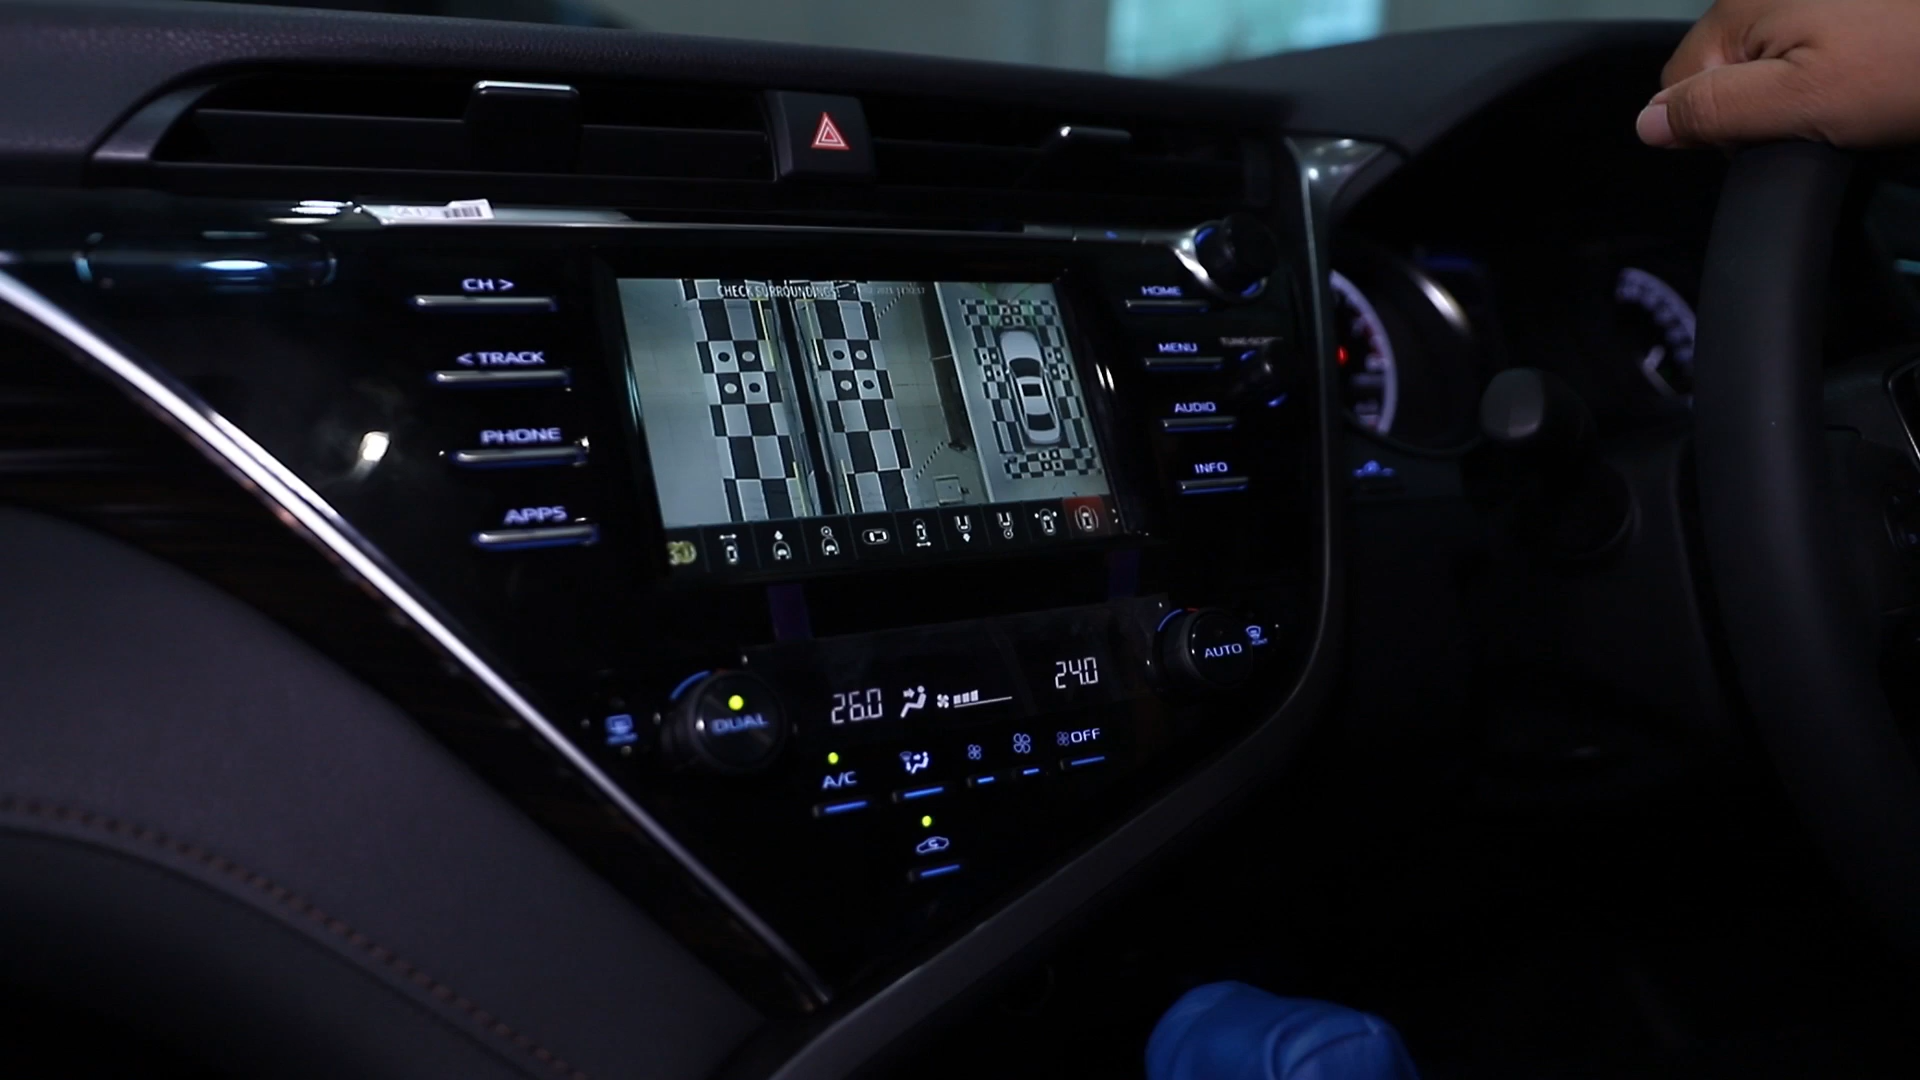 CHECK SURROUNDINGS!
CH >
< TRACK
PHONE
APPS
HOME
MENU
AUDIO
INFO
3D
26.0
24.0
DUAL
AUTO
A/C
OFF